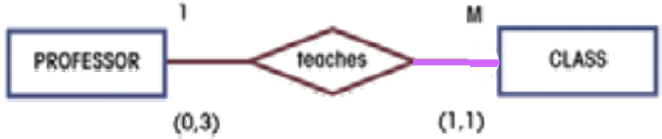 1 M
PROFESSOR teaches CLASS
(0,3) (1,1)